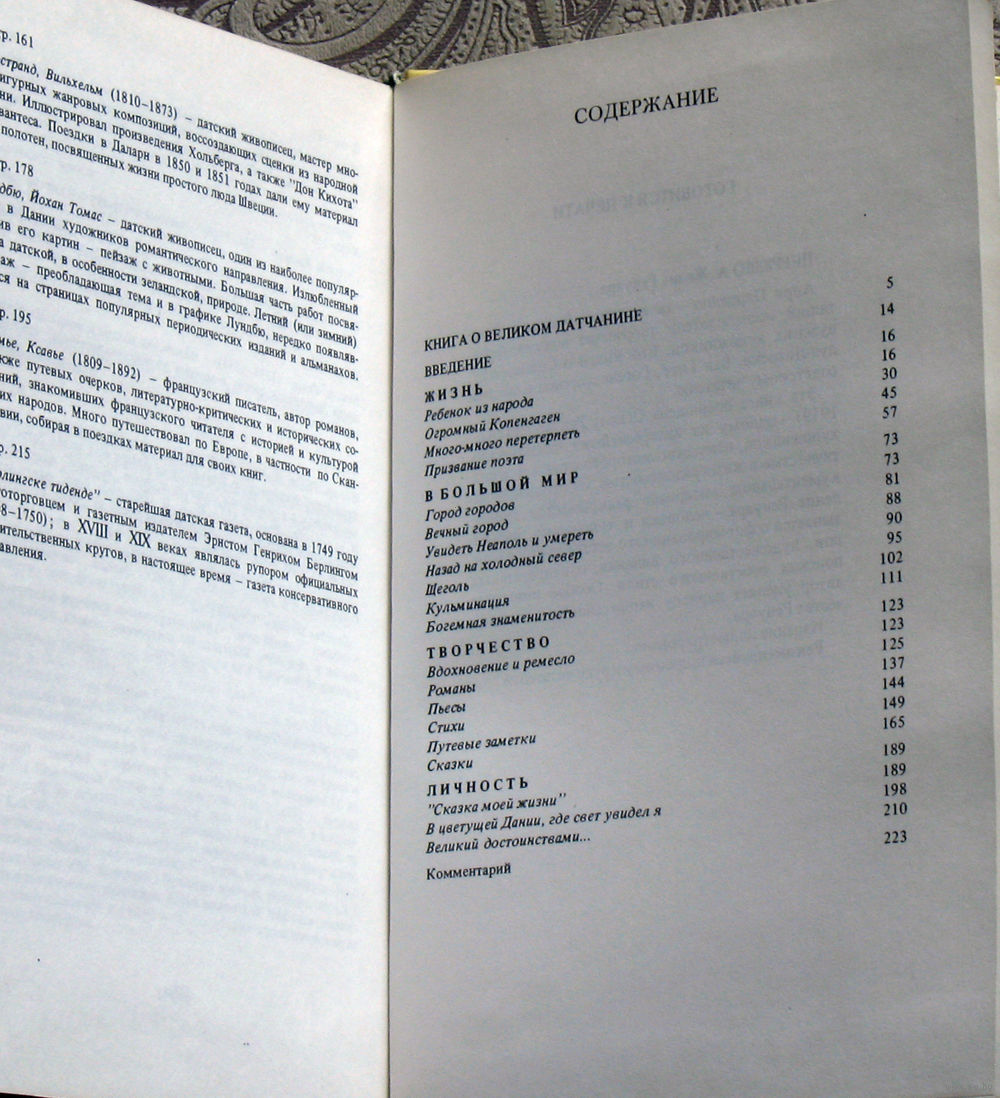 тр. 161
странд, Вильхельм (1810–1873) – датский живописец, мастер мно-
игурных жанровых композиций, воссоздающих сценки из народной
ни. Иллюстрировал произведения Хольберга, а также "Дон Кихота"
вантеса. Поездки в Даларн в 1850 и 1851 годах дали ему материал
полотен, посвященных жизни простого люда Швеции.
р. 178
дбю, Йохан Томас – датский живописец, один из наиболее популяр-
в Дании художников романтического направления. Излюбленный
ив его картин – пейзаж с животными. Большая часть работ посвя-
а датской, в особенности зеландской, природе. Летний (или зимний)
аж – преобладающая тема и в графике Лундбю, нередко появляв-
ся на страницах популярных периодических изданий и альманахов.
р. 195
мье, Ксавье (1809–1892) – французский писатель, автор романов,
кже путевых очерков, литературно-критических и исторических со-
ний, знакомивших французского читателя с историей и культурой
их народов. Много путешествовал по Европе, в частности по Скан-
вии, собирая в поездках материал для своих книг.
р. 215
рлингске тиденде" – старейшая датская газета, основана в 1749 году
готорговцем и газетным издателем Эрнстом Генрихом Берлингом
8–1750); в XVIII и XIX веках являлась рупором официальных
ительственных кругов, в настоящее время – газета консервативного
авления.
СОДЕРЖАНИЕ
КНИГА О ВЕЛИКОМ ДАТЧАНИНЕ 5
ВВЕДЕНИЕ 14
ЖИЗНЬ 16
Ребенок из народа 16
Огромный Копенгаген 30
Много-много перетерпеть 45
Призвание поэта 57
В БОЛЬШОЙ МИР 73
Город городов 73
Вечный город 81
Увидеть Неаполь и умереть 88
Назад на холодный север 90
Щеголь 95
Кульминация 102
Богемная знаменитость 111
ТВОРЧЕСТВО 123
Вдохновение и ремесло 123
Романы 125
Пьесы 137
Стихи 144
Путевые заметки 149
Сказки 165
ЛИЧНОСТЬ 189
"Сказка моей жизни" 189
В цветущей Дании, где свет увидел я 198
Великий достоинствами... 210
Комментарий 223